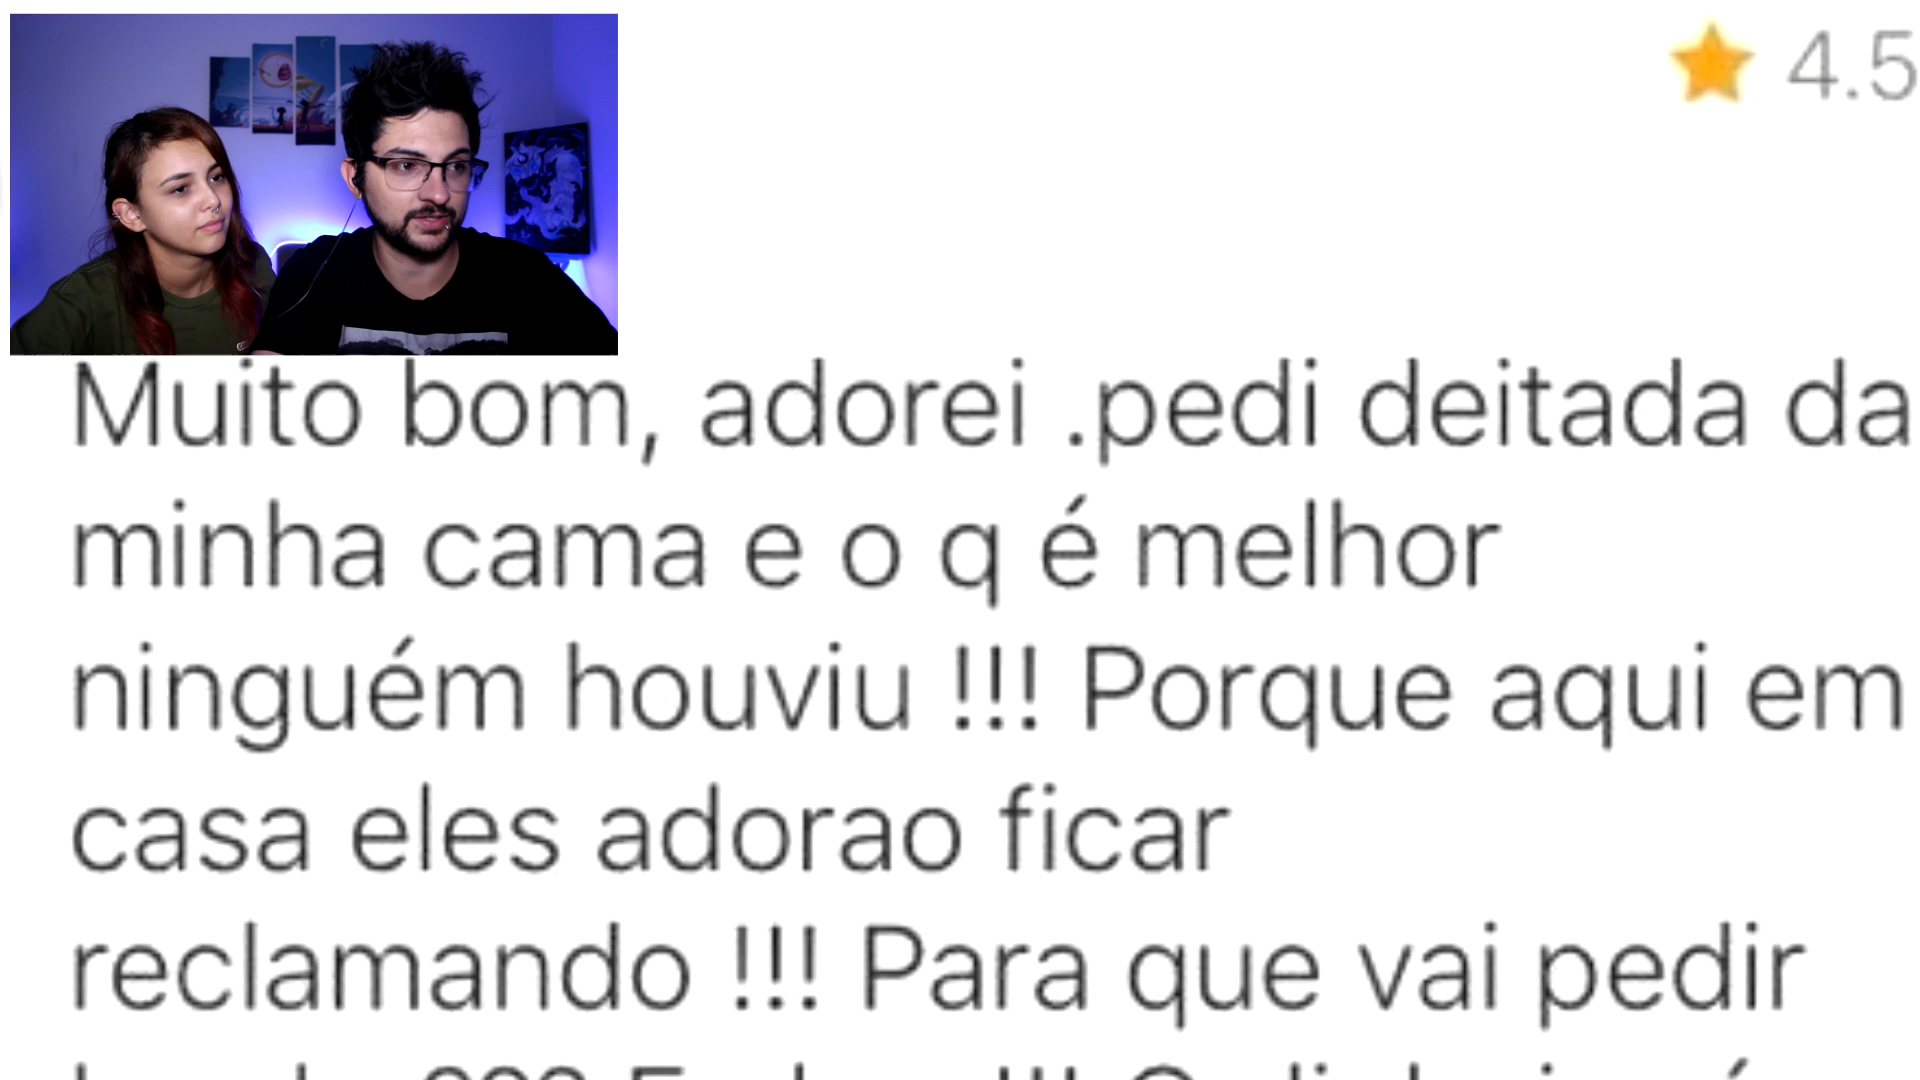 4.5
Muito bom, adorei .pedi deitada da
minha cama e o q é melhor
ninguém houviu !!! Porque aqui em
casa eles adorao ficar
reclamando !!! Para que vai pedir